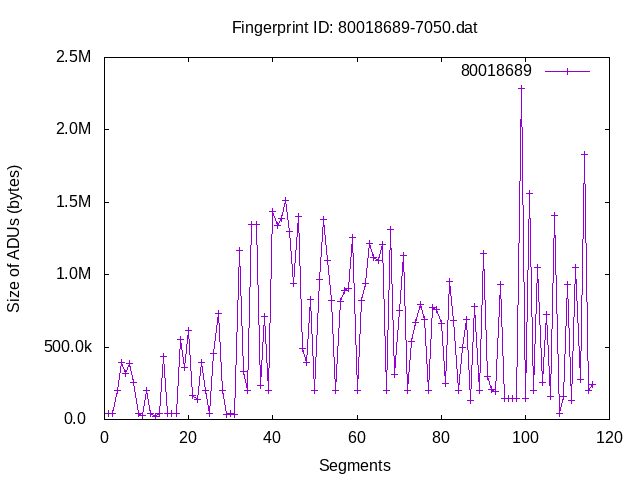 Fingerprint ID: 80018689-7050.dat
80018689
Size of ADUs (bytes)
2.5M
2.0M
1.5M
1.0M
500.0k
0.0
0 20 40 60 80 100 120
Segments